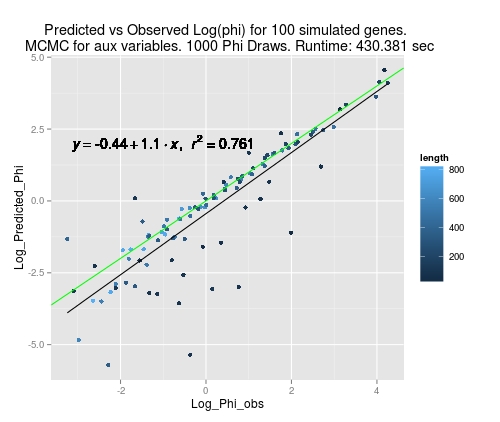 Predicted vs Observed Log(phi) for 100 simulated genes.
MCMC for aux variables. 1000 Phi Draws. Runtime: 430.381 sec
5.0
2.5
0.0
-2.5
-5.0
Log_Predicted_Phi
y = -0.44 + 1.1 · x, r² = 0.761
-2
0
2
4
Log_Phi_obs
length
800
600
400
200